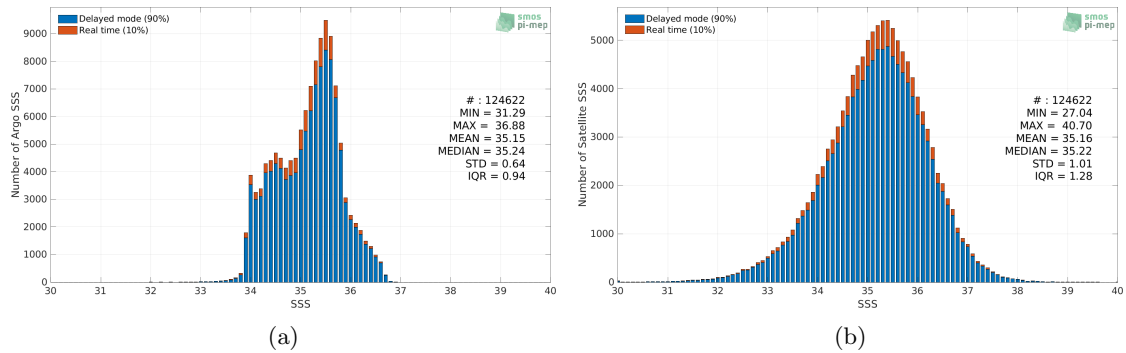 Delayed mode (90%)
Real time (10%)
smos
pi-mep
Number of Argo SSS
9000
8000
7000
6000
5000
4000
3000
2000
1000
0
# : 124622
MIN = 31.29
MAX = 36.88
MEAN = 35.15
MEDIAN = 35.24
STD = 0.64
IQR = 0.94
30 31 32 33 34 35 36 37 38 39 40
SSS
(a)
Delayed mode (90%)
Real time (10%)
smos
pi-mep
Number of Satellite SSS
5000
4000
3000
2000
1000
0
# : 124622
MIN = 27.04
MAX = 40.70
MEAN = 35.16
MEDIAN = 35.22
STD = 1.01
IQR = 1.28
30 31 32 33 34 35 36 37 38 39 40
SSS
(b)